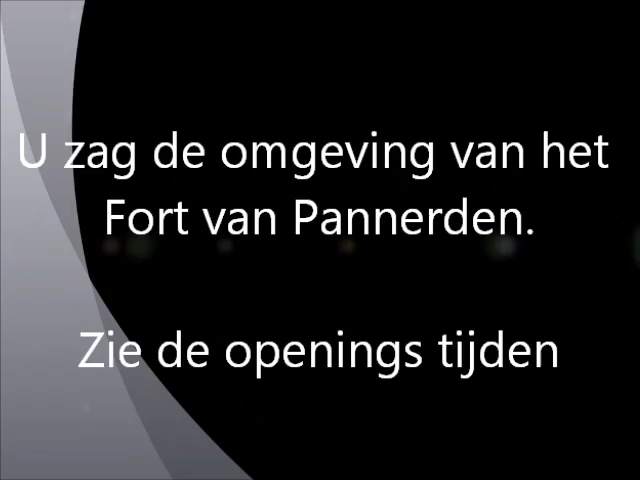 U zag de omgeving van het
Fort van Pannerden.
Zie de openings tijden